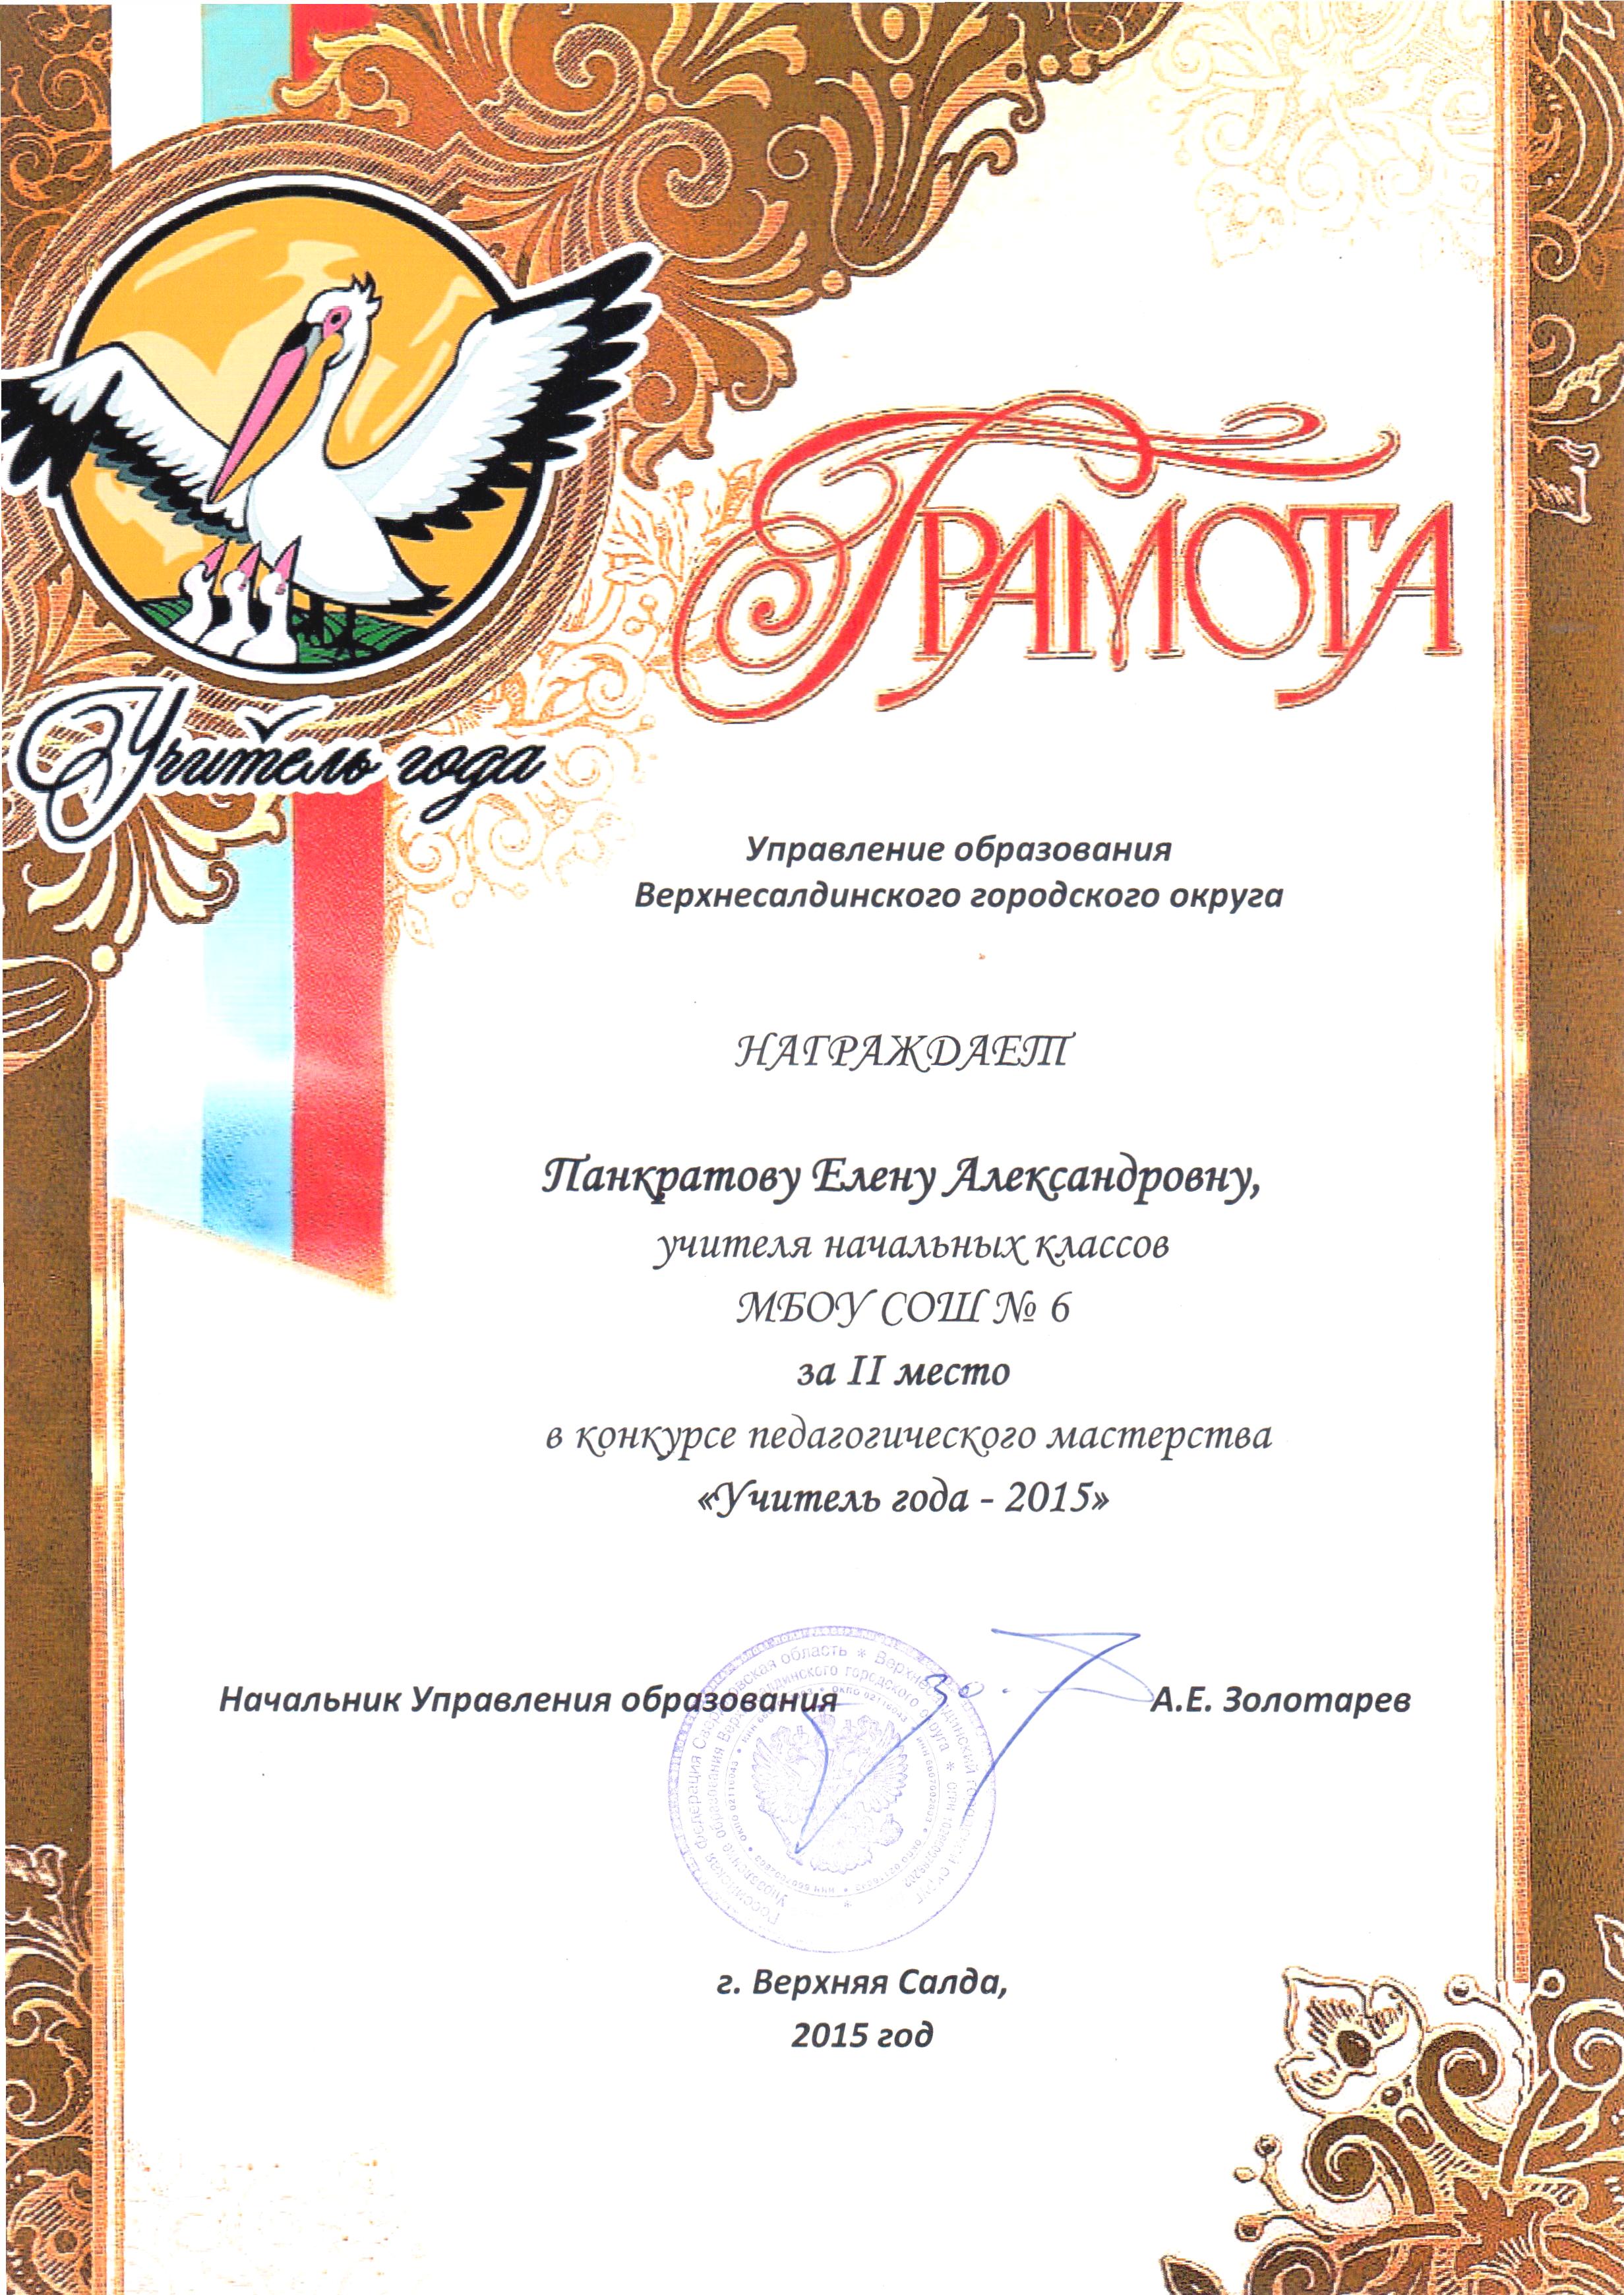 Грамота
Учитель года
Управление образования
Верхнесалдинского городского округа
НАГРАЖДАЕТ
Панкратову Елену Александровну,
учителя начальных классов
МБОУ СОШ № 6
за II место
в конкурсе педагогического мастерства
«Учитель года - 2015»
Начальник Управления образования А.Е. Золотарев
Российская Федерация Свердловская область * Верхнесалдинский городской округ
Управление образования Верхнесалдинского городского округа *
ОКПО 02116043
г. Верхняя Салда,
2015 год